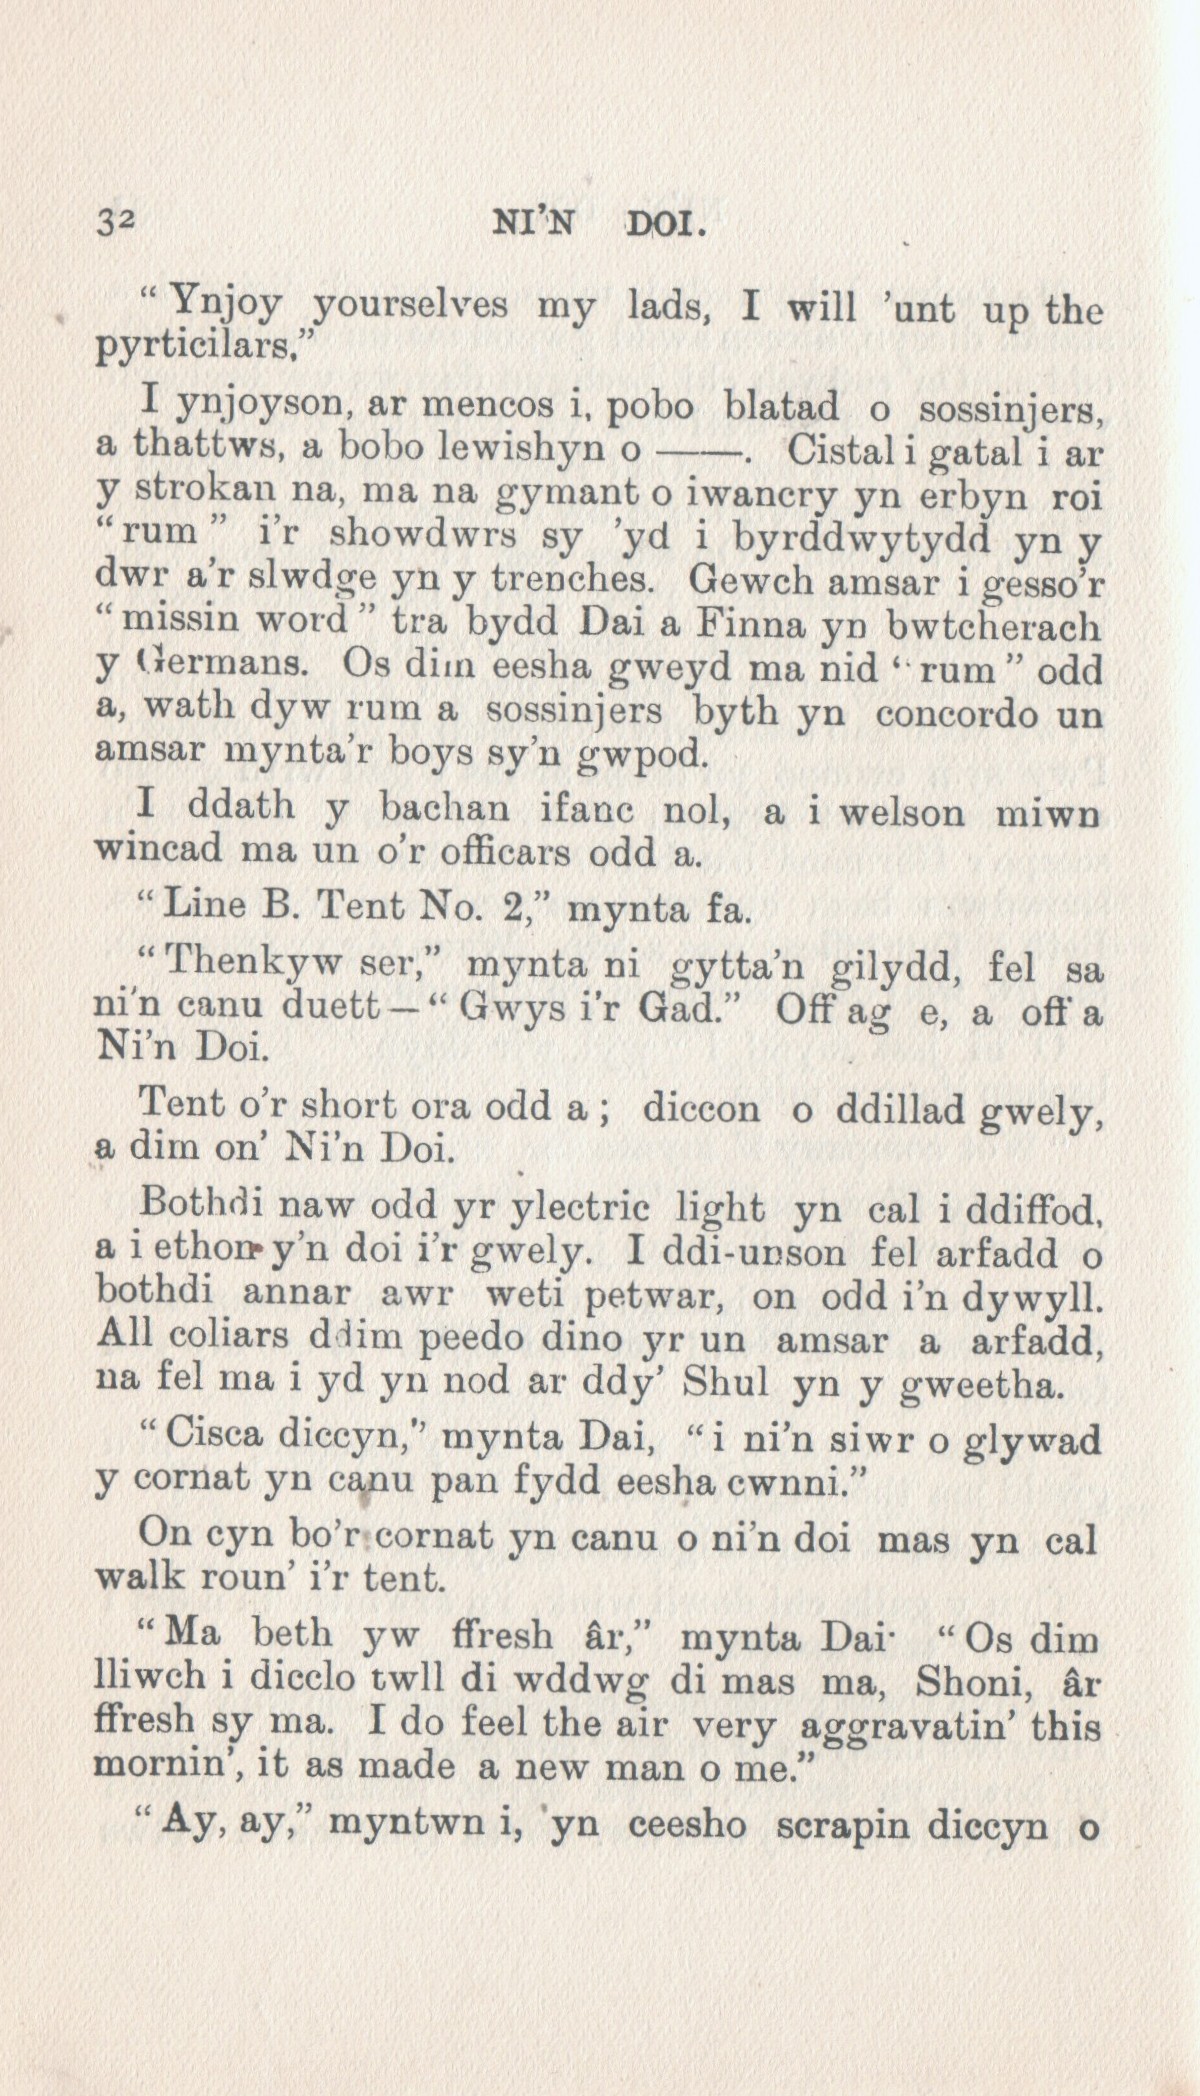 32 NI'N DOI.
“ Ynjoy yourselves my lads, I will ’unt up the
pyrticilars.”
I ynjoyson, ar mencos i, pobo blatad o sossinjers,
a thattws, a bobo lewishyn o ——. Cistal i gatal i ar
y strokan na, ma na gymant o iwancry yn erbyn roi
“rum” i’r showdwrs sy ’yd i byrddwytydd yn y
dwr a’r slwdge yn y trenches. Gewch amsar i gesso’r
“missin word” tra bydd Dai a Finna yn bwtcherach
y Germans. Os dim eesha gweyd ma nid “rum” odd
a, wath dyw rum a sossinjers byth yn concordo un
amsar mynta’r boys sy’n gwpod.
I ddath y bachan ifanc nol, a i welson miwn
wincad ma un o’r officars odd a.
“Line B. Tent No. 2,” mynta fa.
“Thenkyw ser,” mynta ni gytta’n gilydd, fel sa
ni’n canu duett—“Gwys i’r Gad.” Off ag e, a off a
Ni’n Doi.
Tent o’r short ora odd a; diccon o ddillad gwely,
a dim on’ Ni’n Doi.
Bothdi naw odd yr ylectric light yn cal i ddiffod,
a i ethon y’n doi i’r gwely. I ddi-unson fel arfadd o
bothdi annar awr weti petwar, on odd i’n dywyll.
All coliars ddim peedo dino yr un amsar a arfadd,
na fel ma i yd yn nod ar ddy’ Shul yn y gweetha.
“Cisca diccyn,” mynta Dai, “i ni’n siwr o glywad
y cornat yn canu pan fydd eesha cwnni.”
On cyn bo’r cornat yn canu o ni’n doi mas yn cal
walk roun’ i’r tent.
“Ma beth yw ffresh âr,” mynta Dai· “Os dim
lliwch i dicclo twll di wddwg di mas ma, Shoni, âr
ffresh sy ma. I do feel the air very aggravatin’ this
mornin’, it as made a new man o me.”
“Ay, ay,” myntwn i, yn ceesho scrapin diccyn o